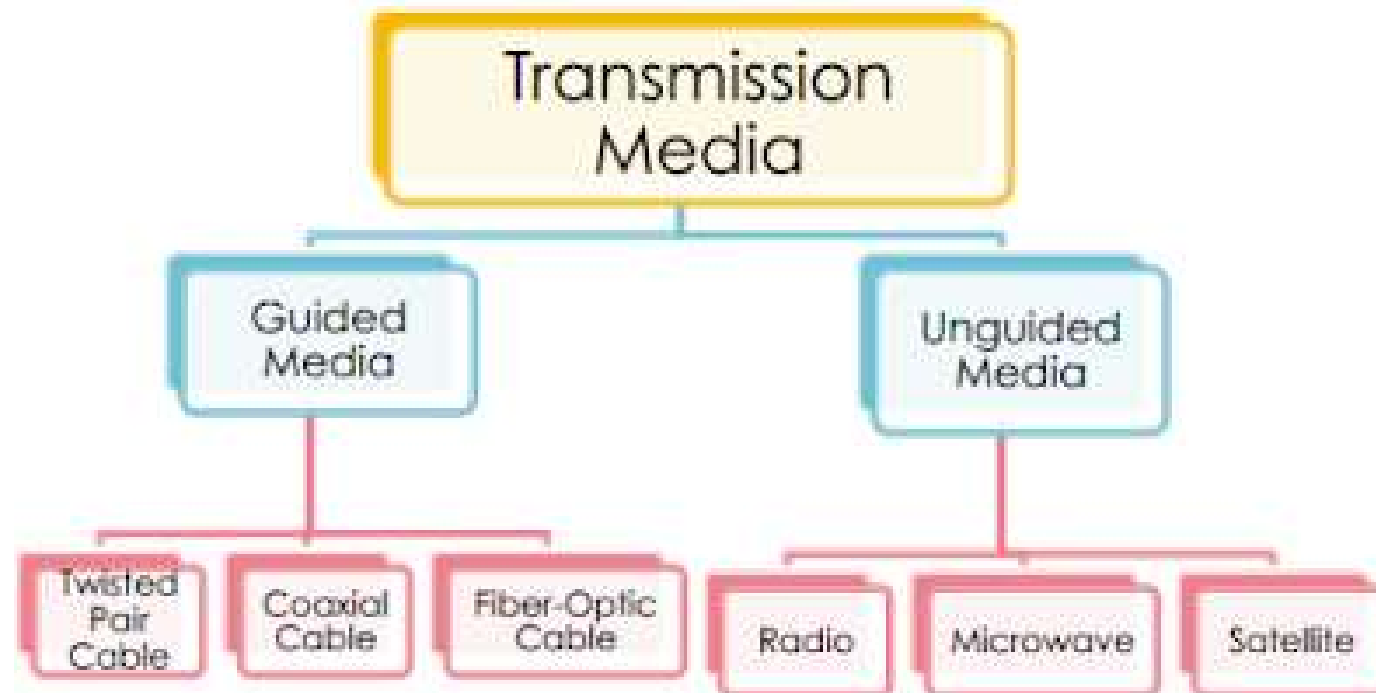 Transmission
Media
Guided
Media
Unguided
Media
Twisted
Pair
Cable
Coaxial
Cable
Fiber-Optic
Cable
Radio
Microwave
Satellite